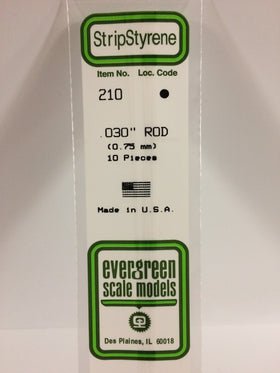 StripStyrene
Item No. Loc. Code
210
.030" ROD
(0.75 mm)
10 Pieces
Made in U.S.A.
evergreen
scale models
Des Plaines, IL 60018